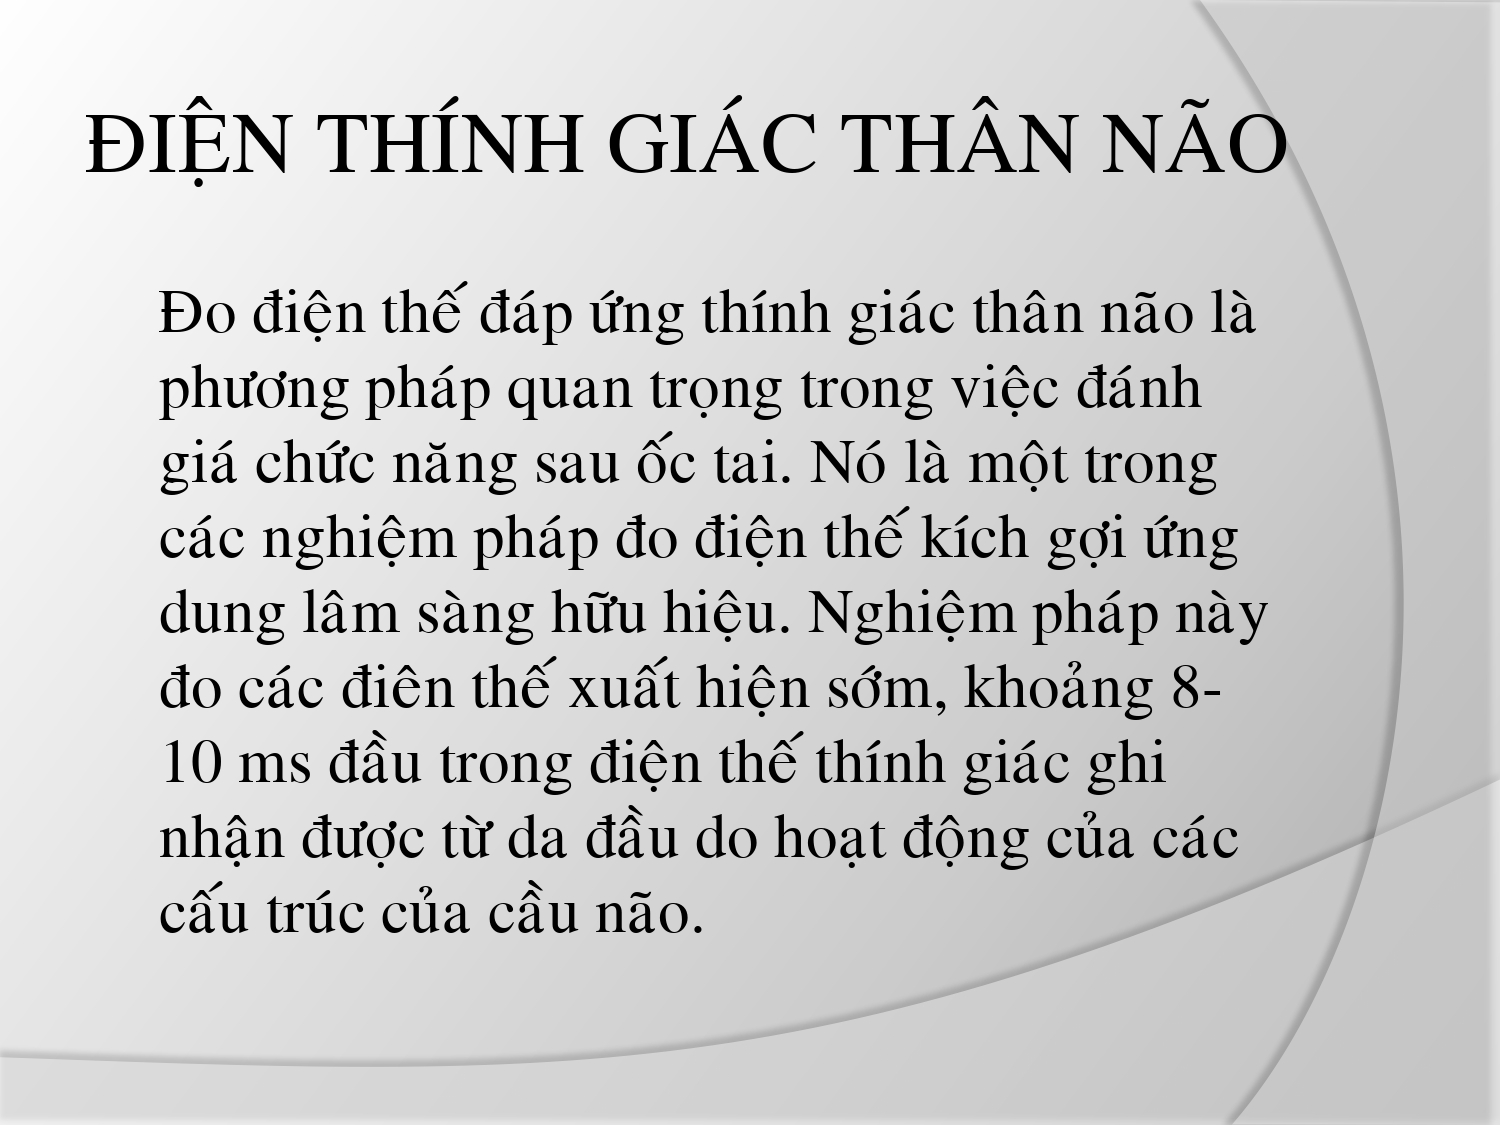 ĐIỆN THÍNH GIÁC THÂN NÃO
Đo điện thế đáp ứng thính giác thân não là
phương pháp quan trọng trong việc đánh
giá chức năng sau ốc tai. Nó là một trong
các nghiệm pháp đo điện thế kích gợi ứng
dung lâm sàng hữu hiệu. Nghiệm pháp này
đo các điên thế xuất hiện sớm, khoảng 8-
10 ms đầu trong điện thế thính giác ghi
nhận được từ da đầu do hoạt động của các
cấu trúc của cầu não.